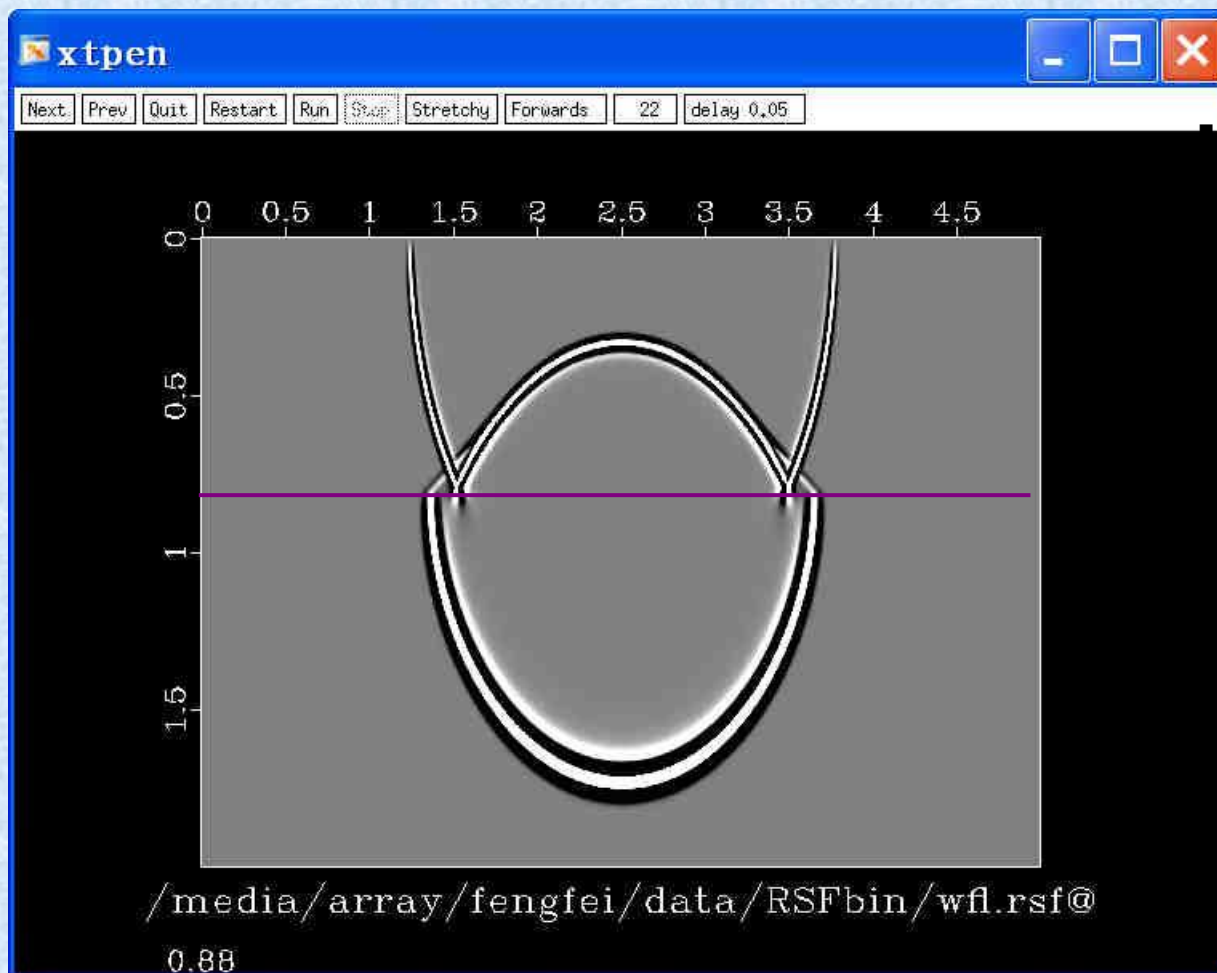 xtpen
Next Prev Quit Restart Run Stop Stretchy Forwards 22 delay 0.05
0 0.5 1 1.5 2 2.5 3 3.5 4 4.5
0
0.5
1
1.5
/media/array/fengfei/data/RSFbin/wfl.rsf@
0.88